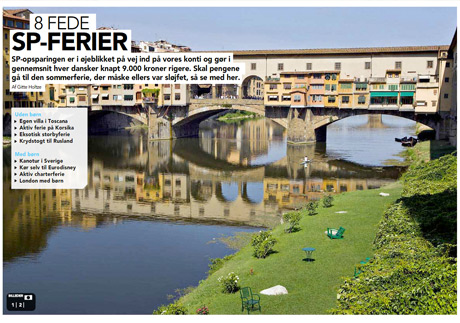 8 FEDE
SP-FERIER
SP-opsparingen er i øjeblikket på vej ind på vores konti og gør i
gennemsnit hver dansker knapt 9.000 kroner rigere. Skal pengene
gå til den sommerferie, der måske ellers var sløjfet, så se med her.
Af Gitte Holtze
Uden børn
Egen villa i Toscana
Aktiv ferie på Korsika
Eksotisk storbyferie
Krydstogt til Rusland
Med børn
Kanotur i Sverige
Kør selv til Eurodisney
Aktiv charterferie
London med børn
BILLEDER
1 | 2 |